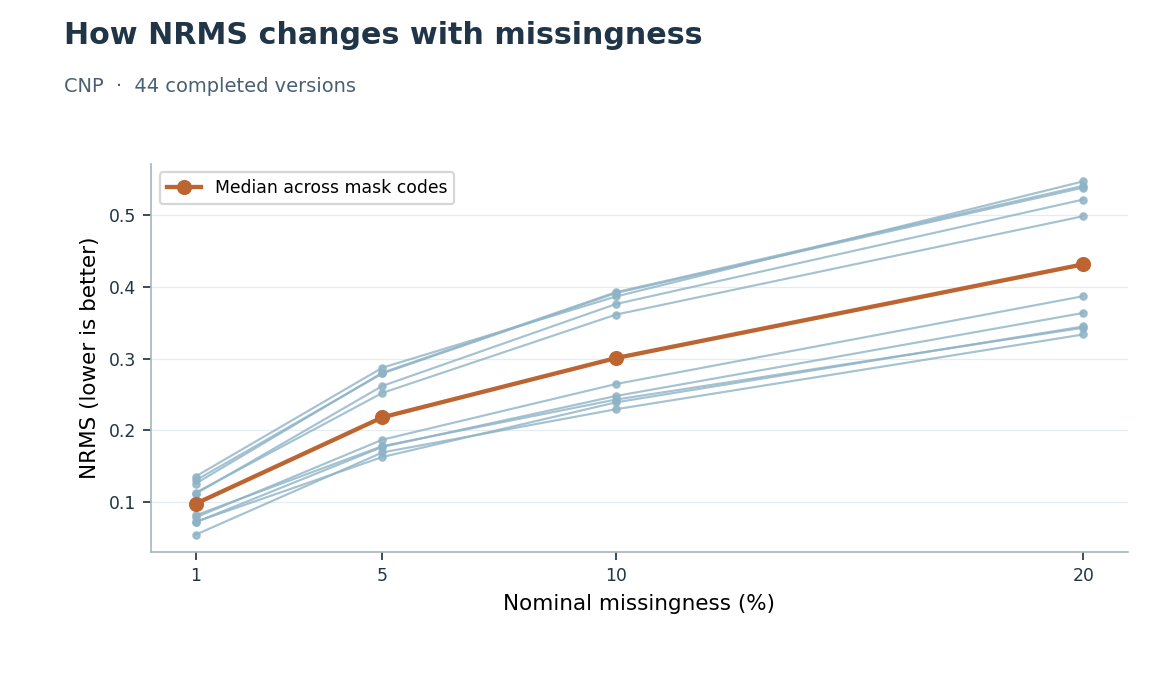 How NRMS changes with missingness
CNP · 44 completed versions
Median across mask codes
0.5
0.4
0.3
0.2
0.1
NRMS (lower is better)
1 5 10 20
Nominal missingness (%)